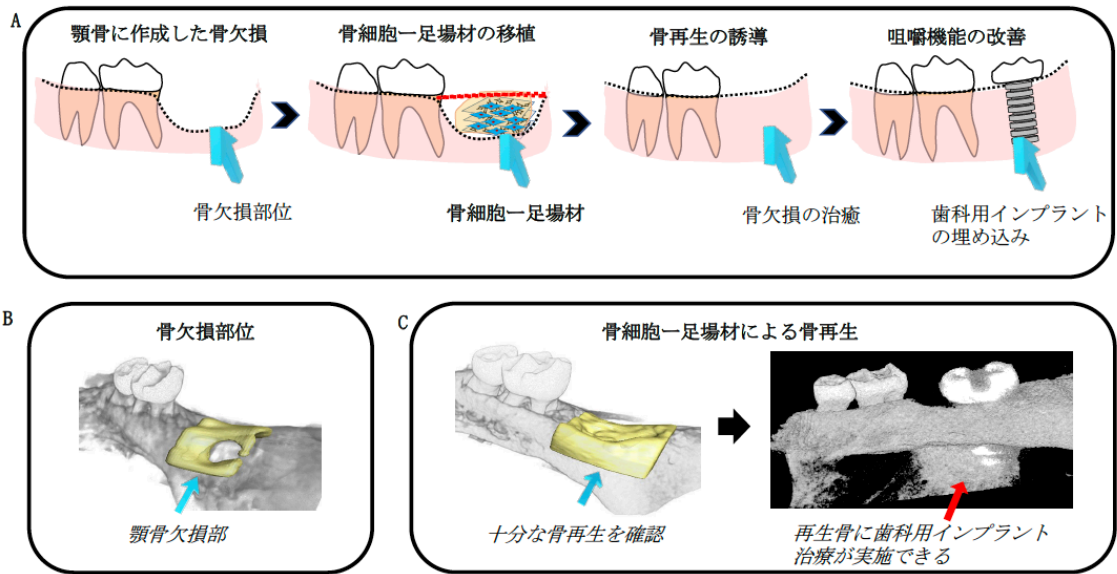 A
顎骨に作成した骨欠損
骨細胞ー足場材の移植
骨再生の誘導
咀嚼機能の改善
骨欠損部位
骨細胞ー足場材
骨欠損の治癒
歯科用インプラント
の埋め込み
B
骨欠損部位
顎骨欠損部
C
骨細胞ー足場材による骨再生
十分な骨再生を確認
再生骨に歯科用インプラント
治療が実施できる